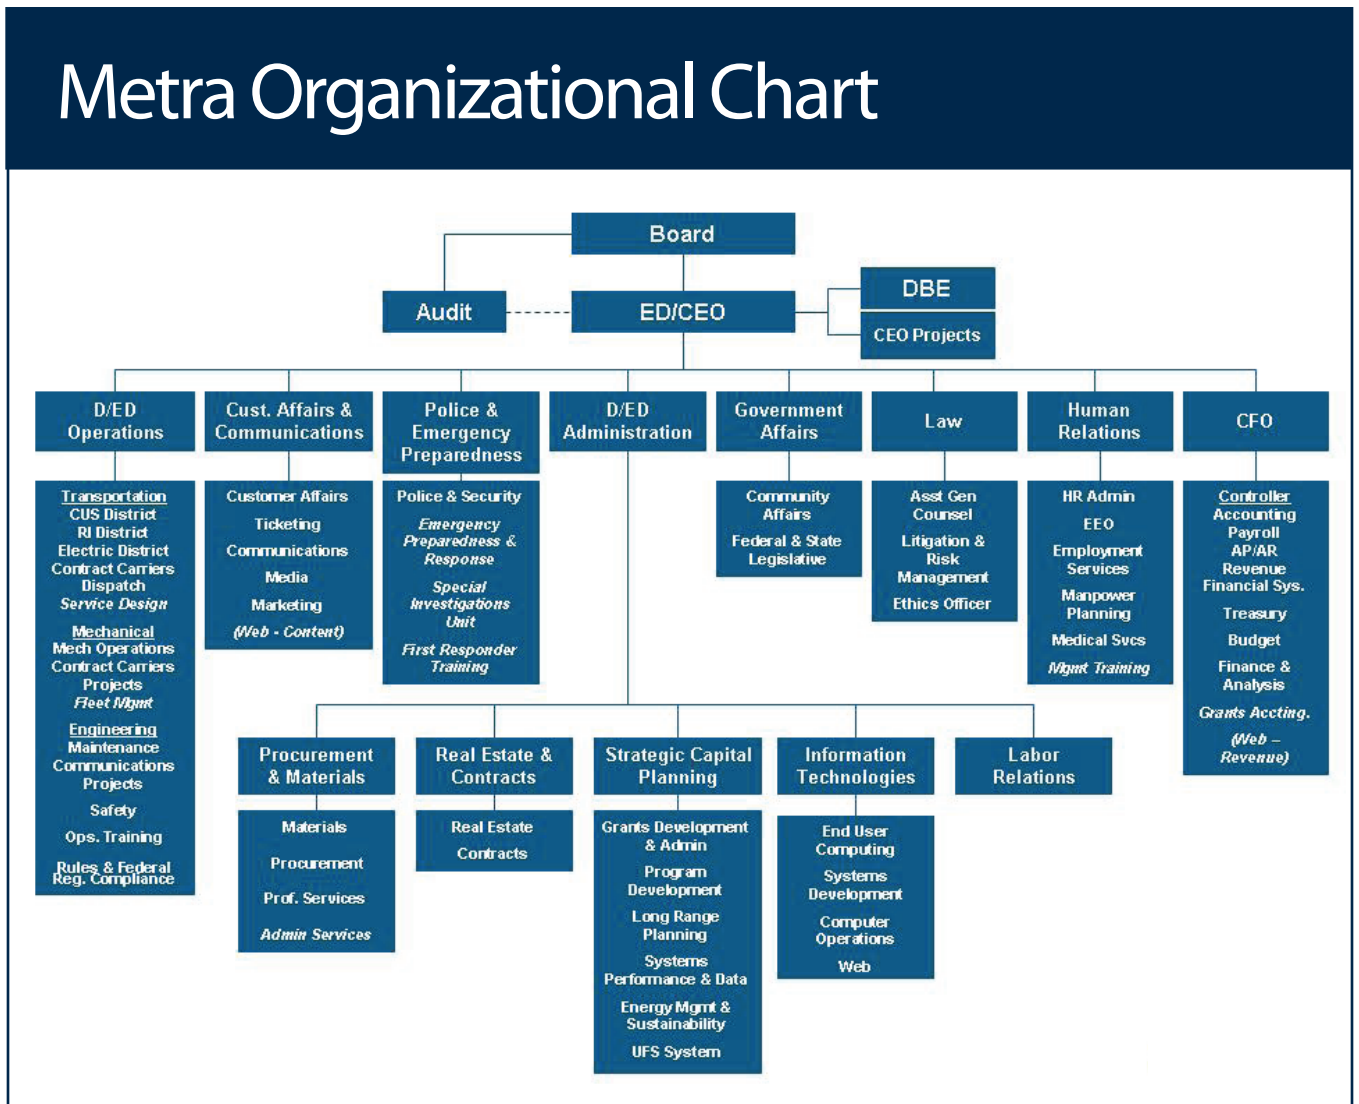 Metra Organizational Chart
Board
Audit
ED/CEO
DBE
CEO Projects
D/ED
Operations
Cust. Affairs &
Communications
Police &
Emergency
Preparedness
D/ED
Administration
Government
Affairs
Law
Human
Relations
CFO
Transportation
CUS District
RI District
Electric District
Contract Carriers
Dispatch
Service Design
Mechanical
Mech Operations
Contract Carriers
Projects
Fleet Mgmt
Engineering
Maintenance
Communications
Projects
Safety
Ops. Training
Rules & Federal
Reg. Compliance
Customer Affairs
Ticketing
Communications
Media
Marketing
(Web - Content)
Police & Security
Emergency
Preparedness &
Response
Special
Investigations
Unit
First Responder
Training
Community
Affairs
Federal & State
Legislative
Asst Gen
Counsel
Litigation &
Risk
Management
Ethics Officer
HR Admin
EEO
Employment
Services
Manpower
Planning
Medical Svcs
Mgmt Training
Controller
Accounting
Payroll
AP/AR
Revenue
Financial Sys.
Treasury
Budget
Finance &
Analysis
Grants Accting.
(Web –
Revenue)
Procurement
& Materials
Real Estate &
Contracts
Strategic Capital
Planning
Information
Technologies
Labor
Relations
Materials
Procurement
Prof. Services
Admin Services
Real Estate
Contracts
Grants Development
& Admin
Program
Development
Long Range
Planning
Systems
Performance & Data
Energy Mgmt &
Sustainability
UFS System
End User
Computing
Systems
Development
Computer
Operations
Web